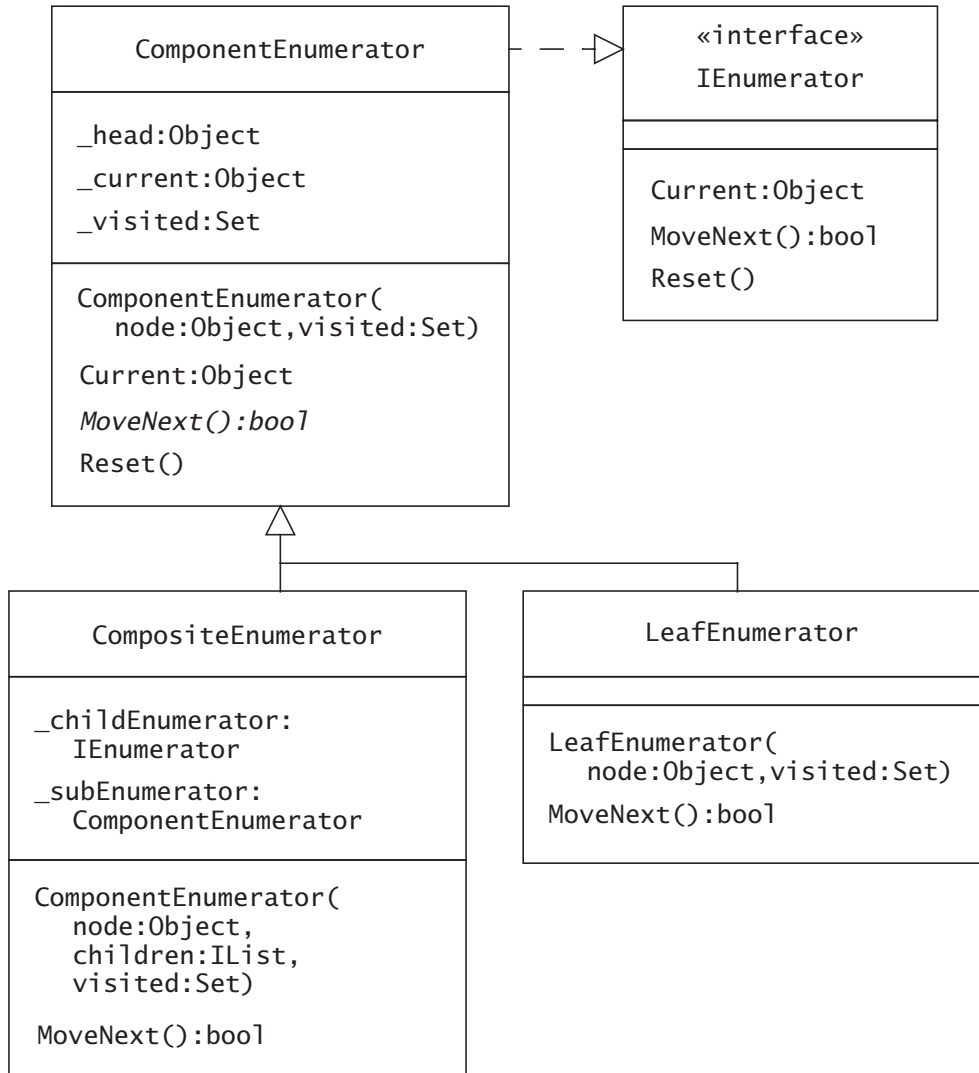 ComponentEnumerator
_head:Object
_current:Object
_visited:Set
ComponentEnumerator(
node:Object,visited:Set)
Current:Object
MoveNext():bool
Reset()
«interface»
IEnumerator
Current:Object
MoveNext():bool
Reset()
CompositeEnumerator
_childEnumerator:
IEnumerator
_subEnumerator:
ComponentEnumerator
ComponentEnumerator(
node:Object,
children:IList,
visited:Set)
MoveNext():bool
LeafEnumerator
LeafEnumerator(
node:Object,visited:Set)
MoveNext():bool